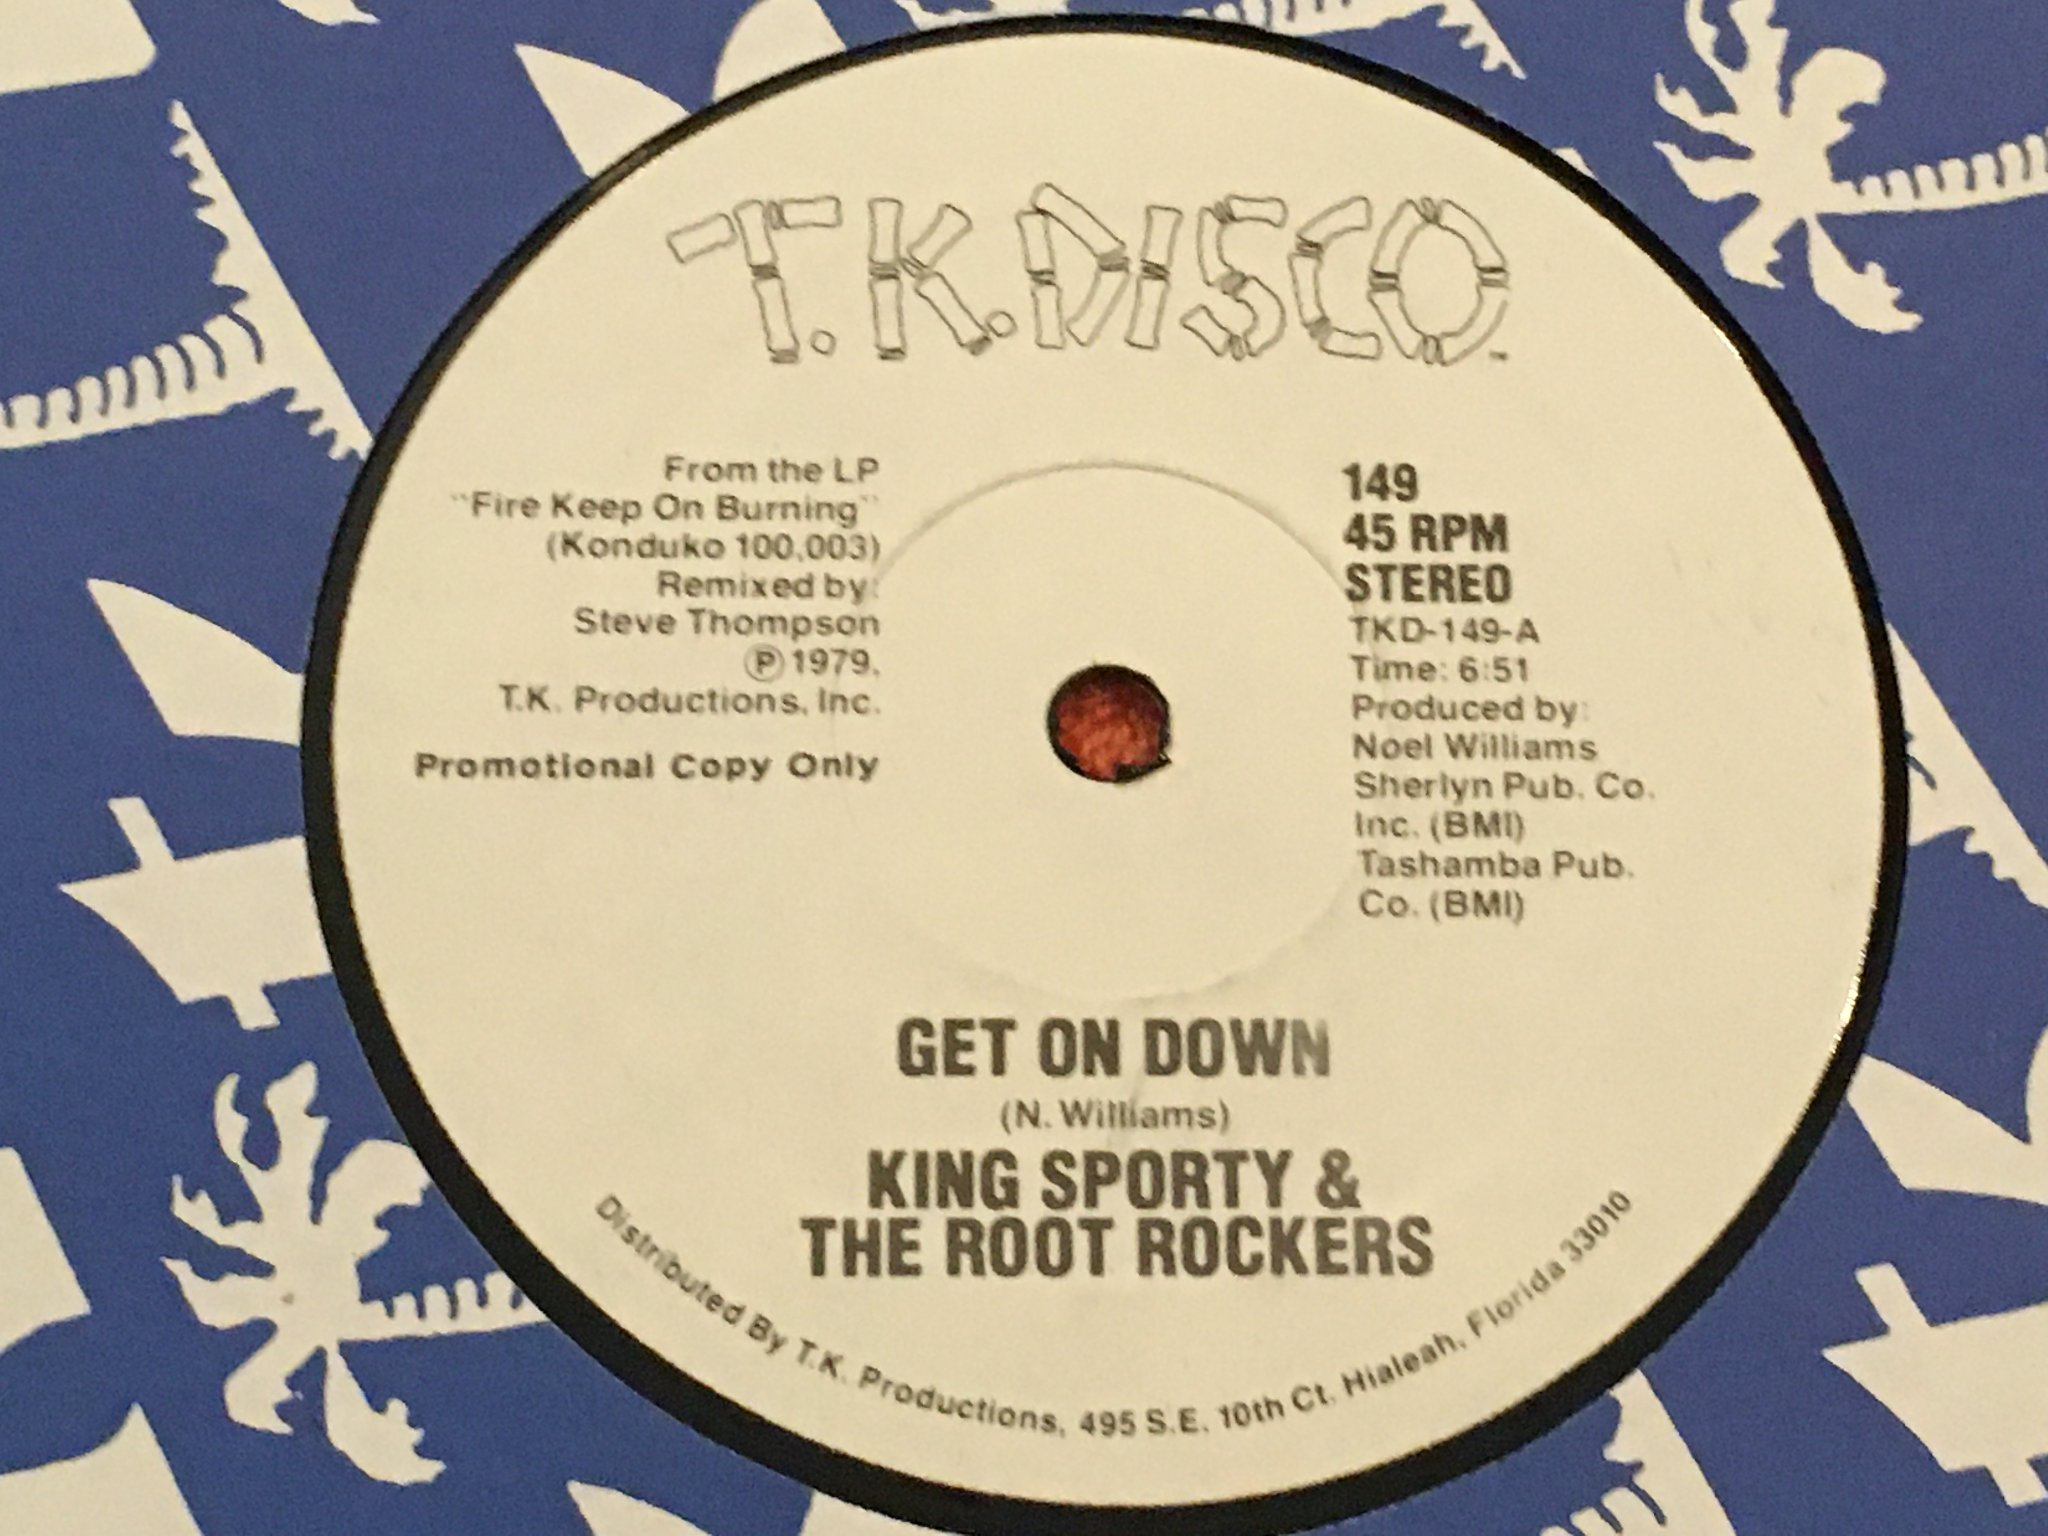 T.K. DISCO ™
From the LP
"Fire Keep On Burning"
(Konduko 100,003)
Remixed by:
Steve Thompson
Ⓟ 1979,
T.K. Productions, Inc.
Promotional Copy Only
149
45 RPM
STEREO
TKD-149-A
Time: 6:51
Produced by:
Noel Williams
Sherlyn Pub. Co.
Inc. (BMI)
Tashamba Pub.
Co. (BMI)
GET ON DOWN
(N. Williams)
KING SPORTY &
THE ROOT ROCKERS
Distributed By T.K. Productions, 495 S.E. 10th Ct. Hialeah, Florida 33010